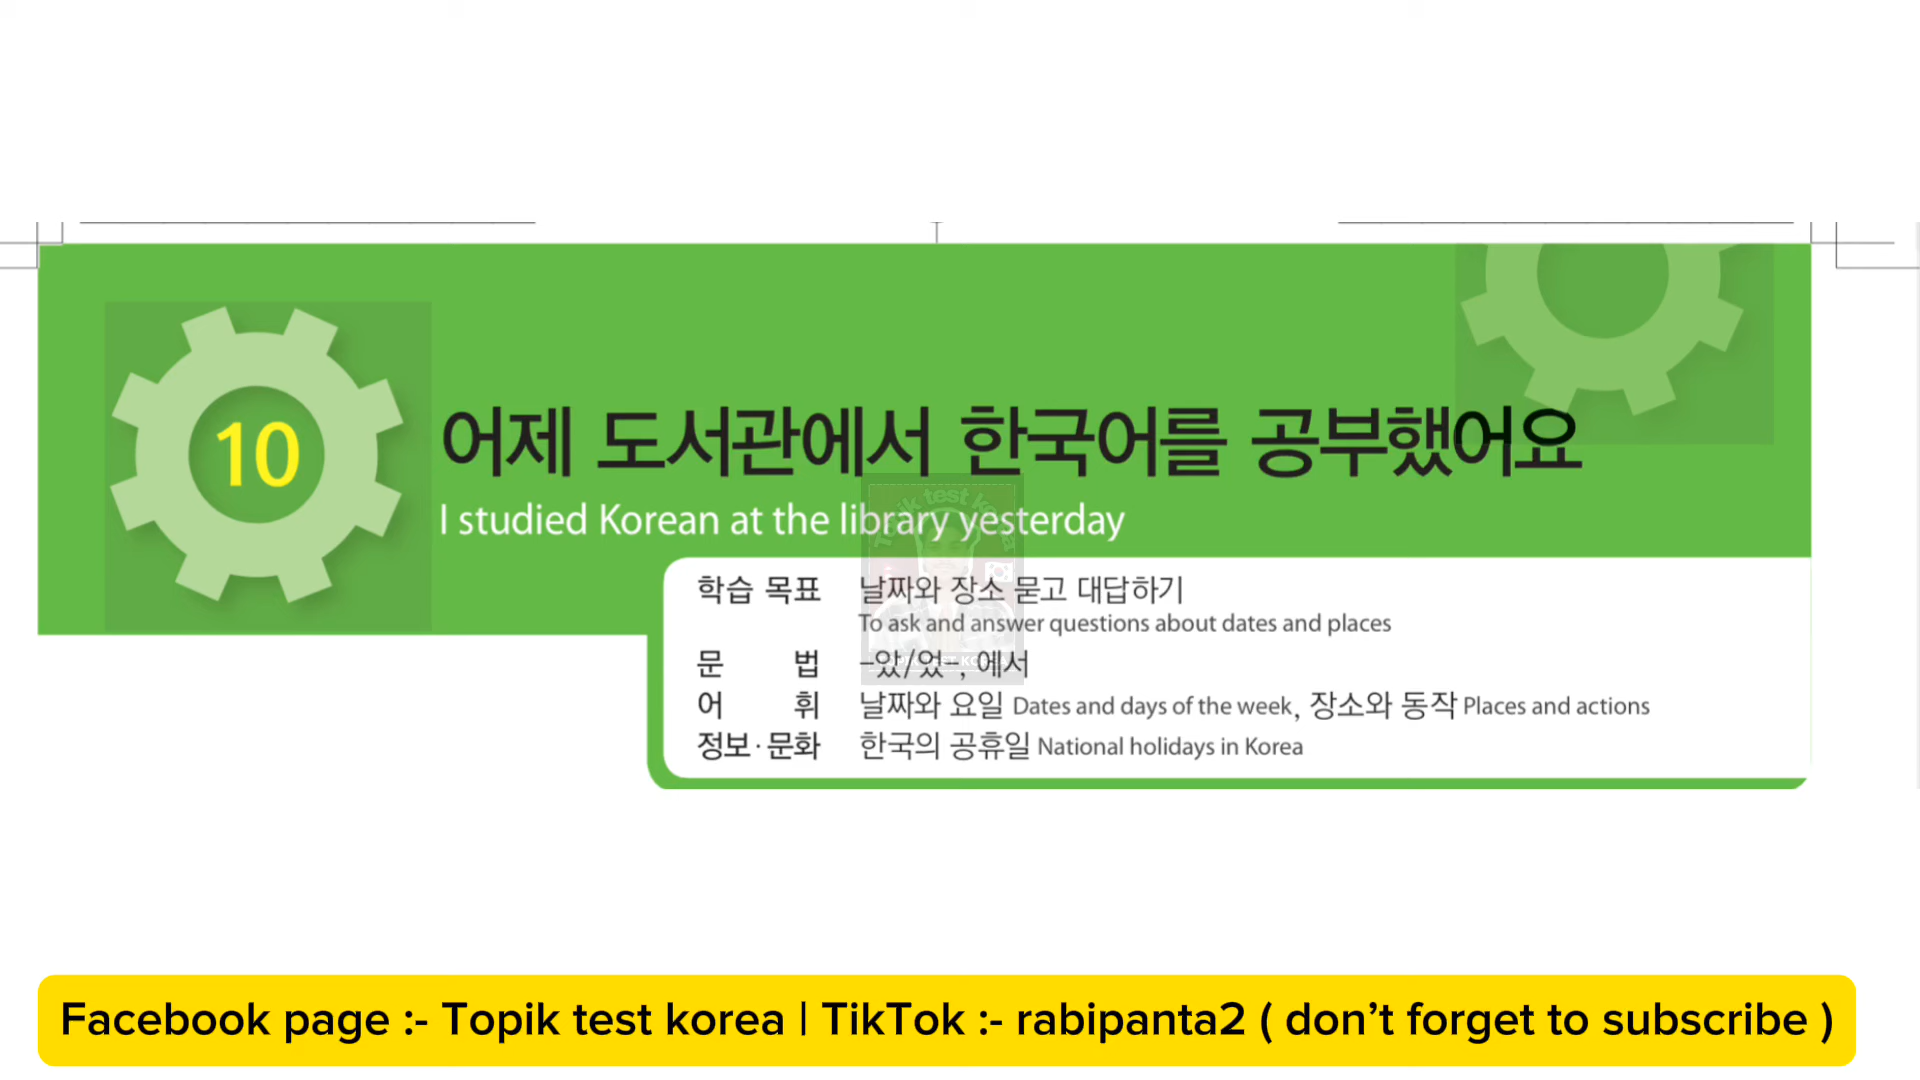 10
어제 도서관에서 한국어를 공부했어요
I studied Korean at the library yesterday
학습 목표 날짜와 장소 묻고 대답하기
To ask and answer questions about dates and places
문 법 –았/었–, 에서
어 휘 날짜와 요일 Dates and days of the week, 장소와 동작 Places and actions
정보·문화 한국의 공휴일 National holidays in Korea
Topik test korea
Facebook page :- Topik test korea | TikTok :- rabipanta2 ( don’t forget to subscribe )